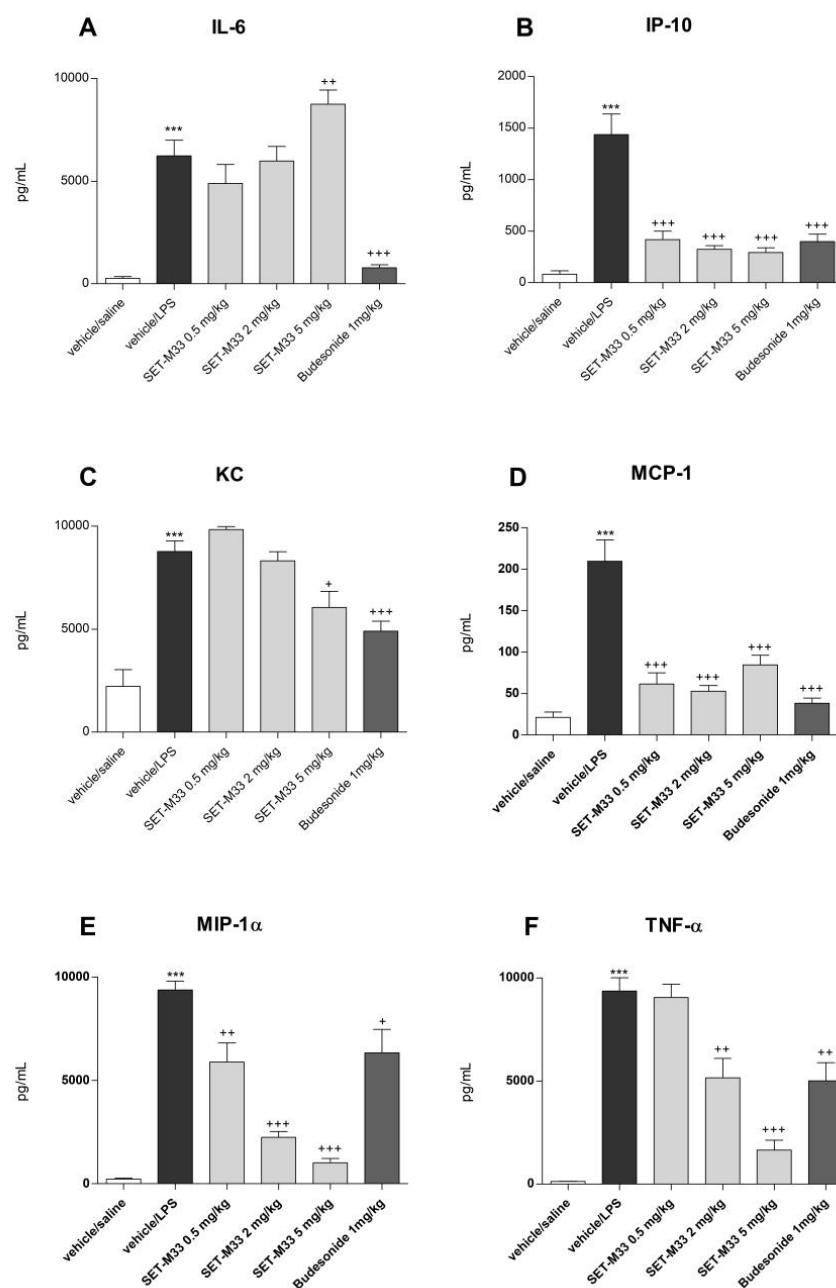 A
IL-6
10000
5000
0
pg/mL
***
++
+++
vehicle/saline
vehicle/LPS
SET-M33 0.5 mg/kg
SET-M33 2 mg/kg
SET-M33 5 mg/kg
Budesonide 1mg/kg
B
IP-10
2000
1500
1000
500
0
pg/mL
***
+++
+++
+++
+++
vehicle/saline
vehicle/LPS
SET-M33 0.5 mg/kg
SET-M33 2 mg/kg
SET-M33 5 mg/kg
Budesonide 1mg/kg
C
KC
10000
5000
0
pg/mL
***
+
+++
vehicle/saline
vehicle/LPS
SET-M33 0.5 mg/kg
SET-M33 2 mg/kg
SET-M33 5 mg/kg
Budesonide 1mg/kg
D
MCP-1
250
200
150
100
50
0
pg/mL
***
+++
+++
+++
+++
vehicle/saline
vehicle/LPS
SET-M33 0.5 mg/kg
SET-M33 2 mg/kg
SET-M33 5 mg/kg
Budesonide 1mg/kg
E
MIP-1α
10000
5000
0
pg/mL
***
++
+++
+++
+
vehicle/saline
vehicle/LPS
SET-M33 0.5 mg/kg
SET-M33 2 mg/kg
SET-M33 5 mg/kg
Budesonide 1mg/kg
F
TNF-α
10000
5000
0
pg/mL
***
++
+++
++
vehicle/saline
vehicle/LPS
SET-M33 0.5 mg/kg
SET-M33 2 mg/kg
SET-M33 5 mg/kg
Budesonide 1mg/kg